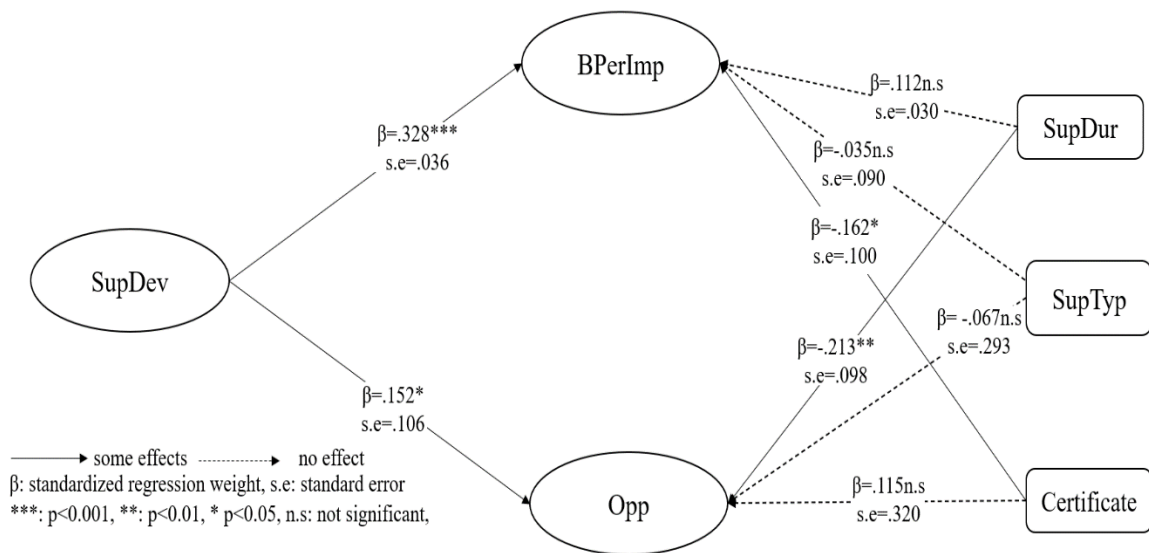 BPerImp
β=.112n.s
s.e=.030
SupDur
β=.328***
s.e=.036
β=-.035n.s
s.e=.090
β=-.162*
s.e=.100
SupDev
SupTyp
β= -.067n.s
s.e=.293
β=-.213**
s.e=.098
β=.152*
s.e=.106
some effects no effect
β: standardized regression weight, s.e: standard error
***: p<0.001, **: p<0.01, * p<0.05, n.s: not significant,
Opp
β=.115n.s
s.e=.320
Certificate